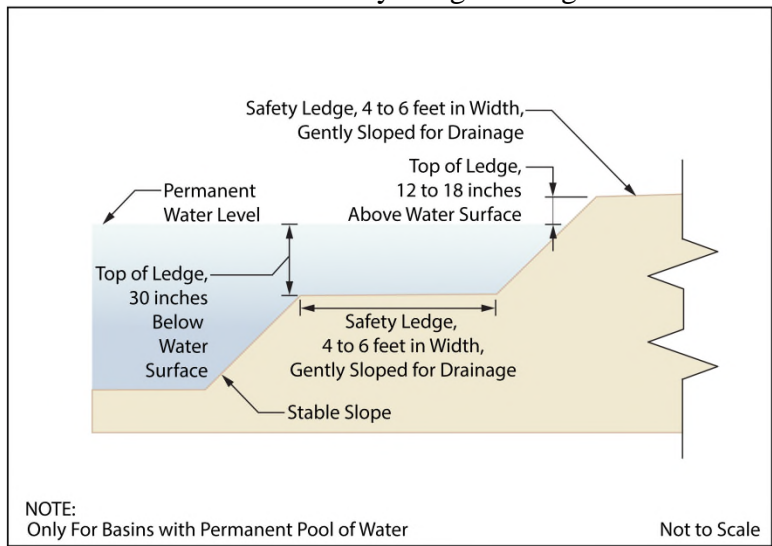 Safety Ledge, 4 to 6 feet in Width,
Gently Sloped for Drainage
Top of Ledge,
12 to 18 inches
Above Water Surface
Permanent
Water Level
Top of Ledge,
30 inches
Below
Water
Surface
Safety Ledge,
4 to 6 feet in Width,
Gently Sloped for Drainage
Stable Slope
NOTE:
Only For Basins with Permanent Pool of Water
Not to Scale